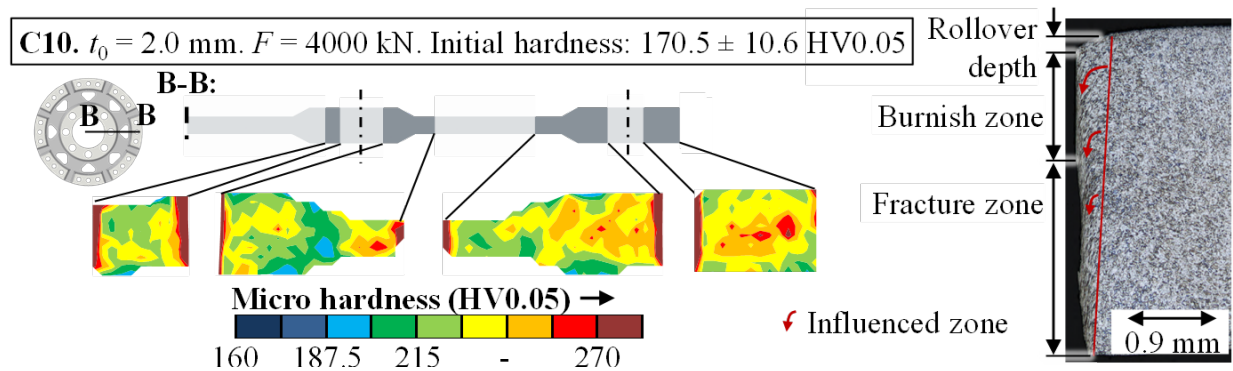 C10. t0 = 2.0 mm. F = 4000 kN. Initial hardness: 170.5 ± 10.6 HV0.05
B-B:
B B
Micro hardness (HV0.05)
160 187.5 215 - 270
Rollover
depth
Burnish zone
Fracture zone
Influenced zone
0.9 mm